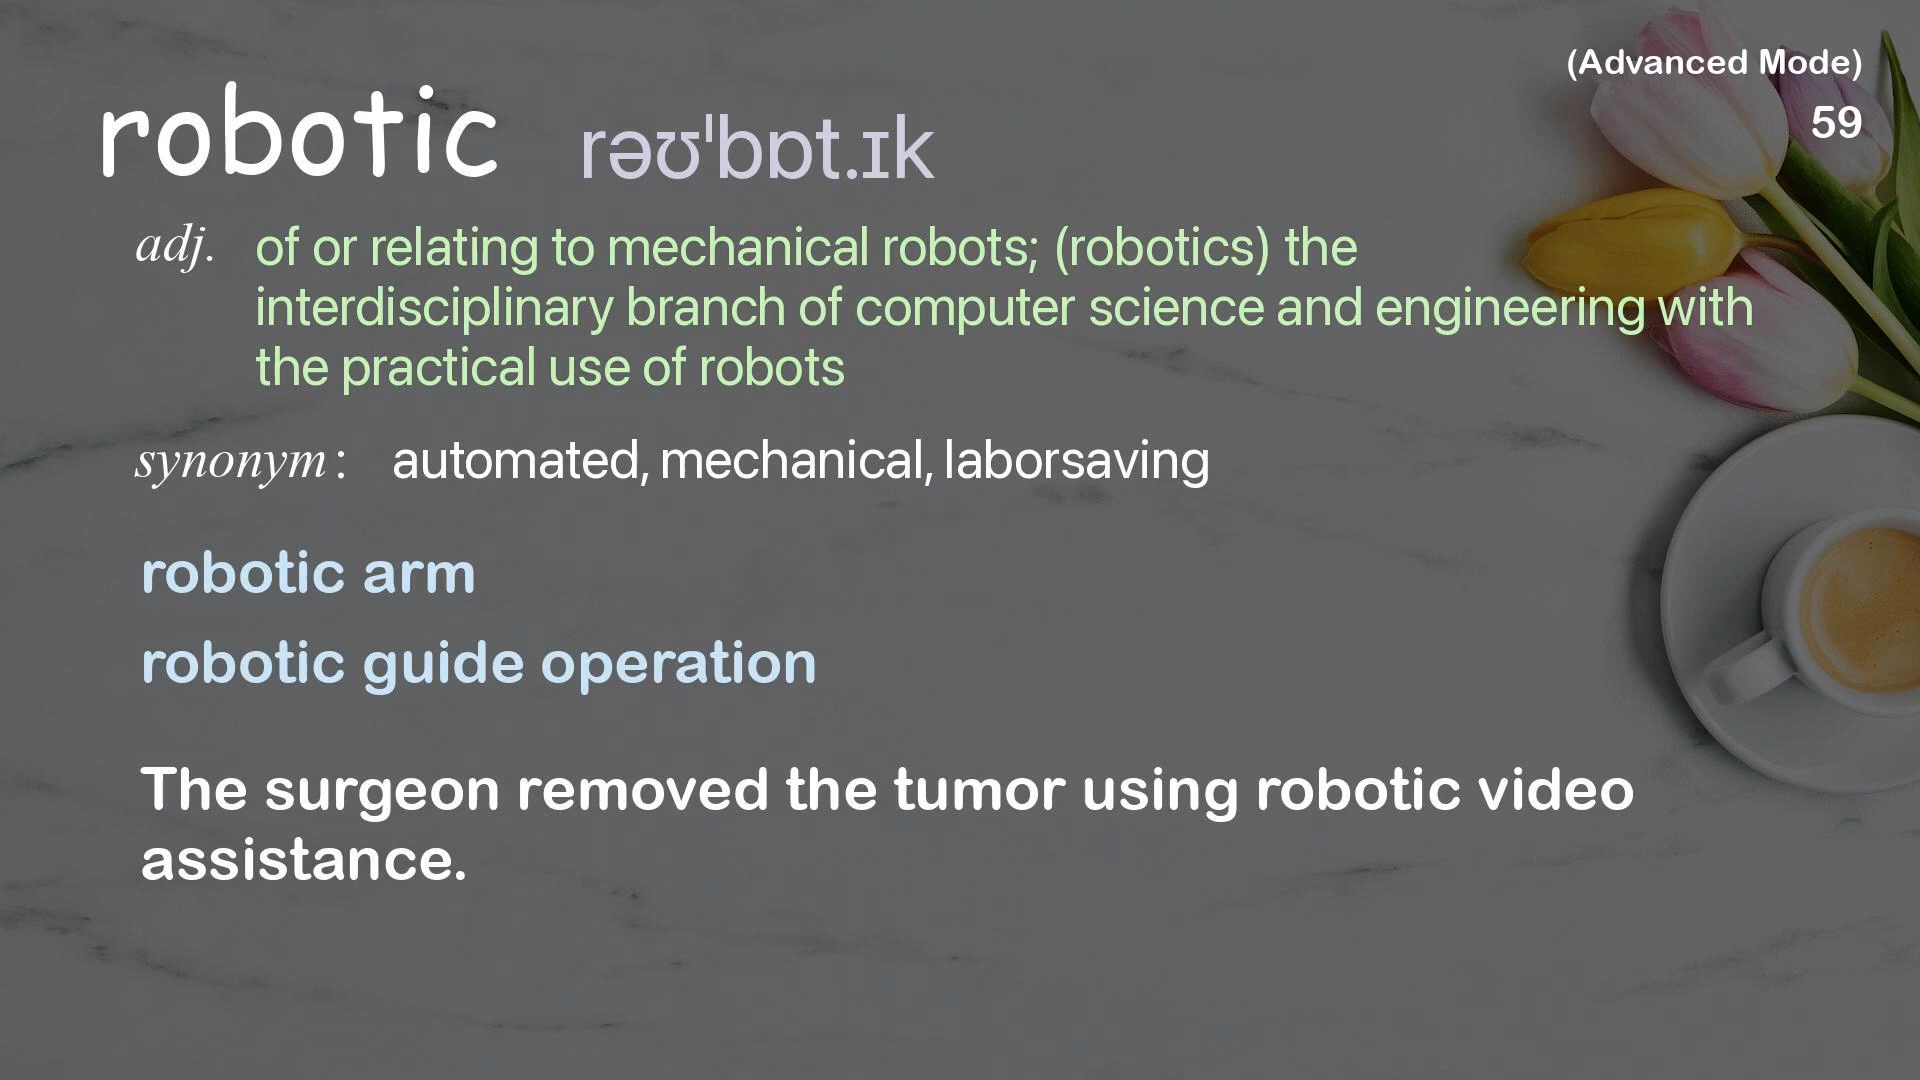 (Advanced Mode)
59
robotic rəʊˈbɒt.ɪk
adj. of or relating to mechanical robots; (robotics) the
interdisciplinary branch of computer science and engineering with
the practical use of robots
synonym: automated, mechanical, laborsaving
robotic arm
robotic guide operation
The surgeon removed the tumor using robotic video
assistance.